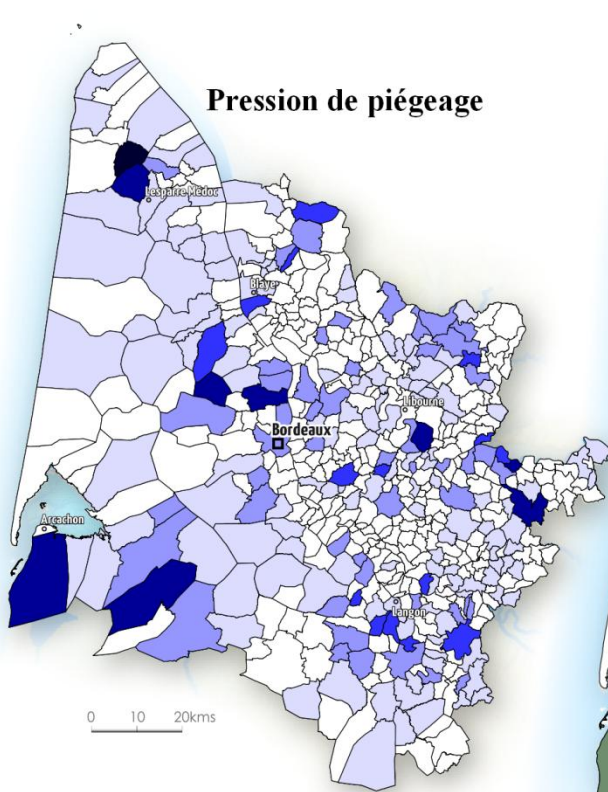 Pression de piégeage
Lesparre-Médoc
Blaye
Libourne
Bordeaux
Arcachon
Langon
0 10 20kms